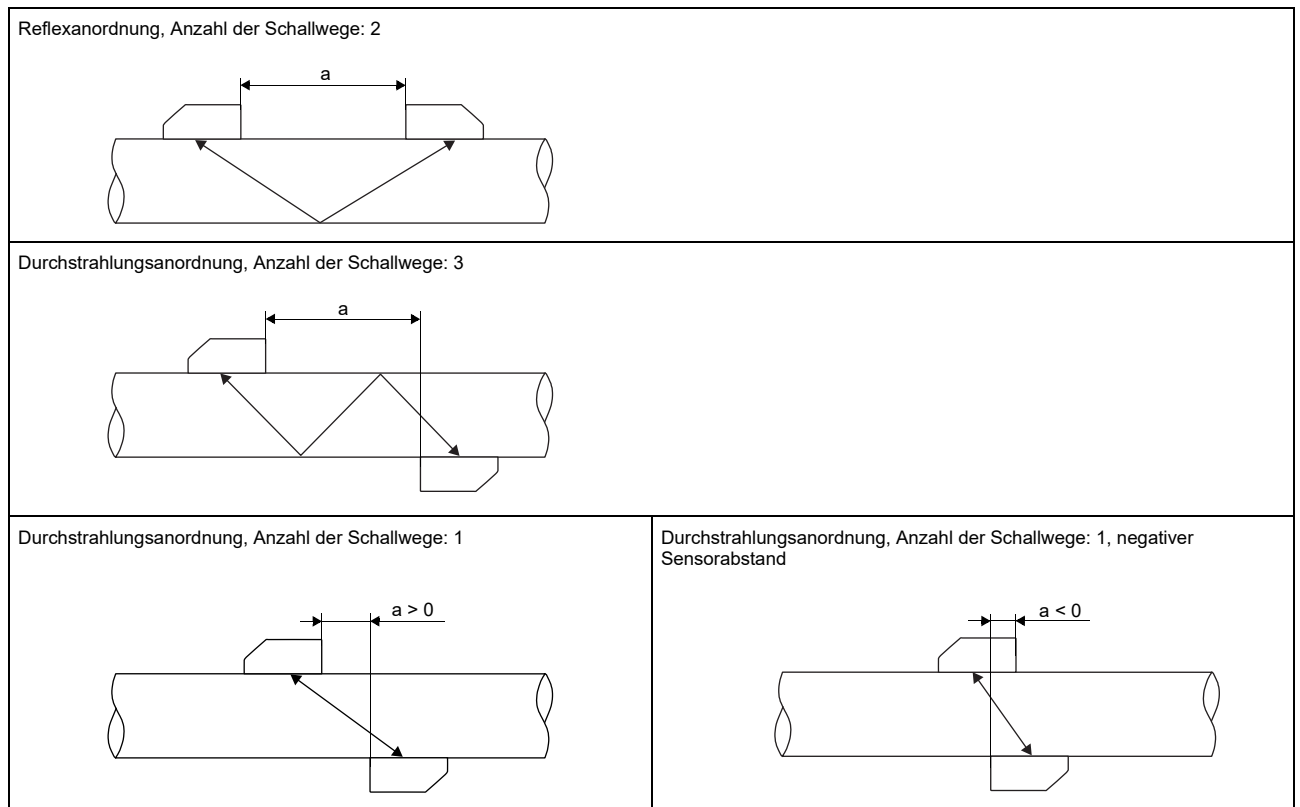 Reflexanordnung, Anzahl der Schallwege: 2
a
Durchstrahlungsanordnung, Anzahl der Schallwege: 3
a
Durchstrahlungsanordnung, Anzahl der Schallwege: 1
a > 0
Durchstrahlungsanordnung, Anzahl der Schallwege: 1, negativer
Sensorabstand
a < 0